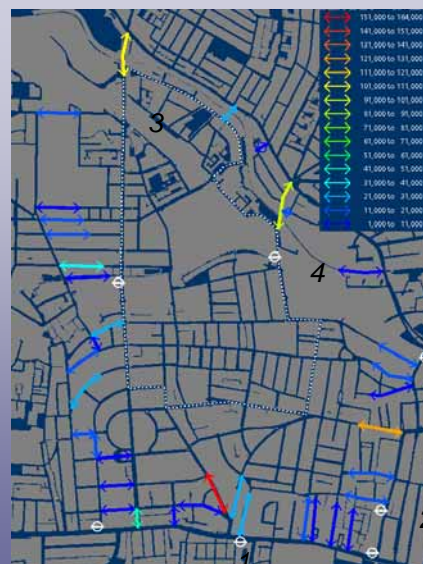 151,000 to 164,000
141,000 to 151,000
131,000 to 141,000
121,000 to 131,000
111,000 to 121,000
101,000 to 111,000
91,000 to 101,000
81,000 to 91,000
71,000 to 81,000
61,000 to 71,000
51,000 to 61,000
41,000 to 51,000
31,000 to 41,000
21,000 to 31,000
11,000 to 21,000
1,000 to 11,000
3
4
2
1